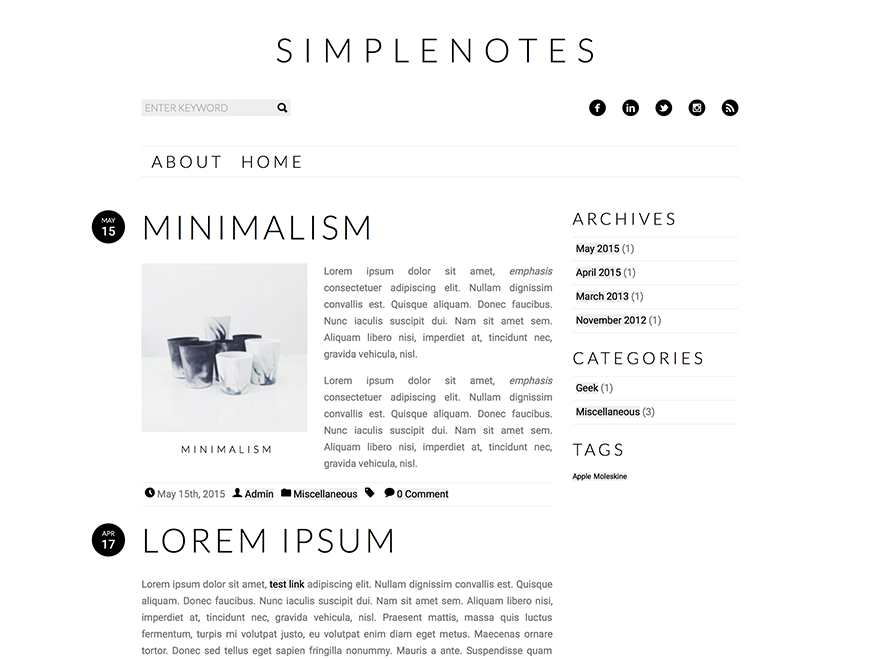 SIMPLENOTES
ENTER KEYWORD
ABOUT HOME
MAY
15
MINIMALISM
Lorem ipsum dolor sit amet, emphasis
consectetuer adipiscing elit. Nullam dignissim
convallis est. Quisque aliquam. Donec faucibus.
Nunc iaculis suscipit dui. Nam sit amet sem.
Aliquam libero nisi, imperdiet at, tincidunt nec,
gravida vehicula, nisl.
Lorem ipsum dolor sit amet, emphasis
consectetuer adipiscing elit. Nullam dignissim
convallis est. Quisque aliquam. Donec faucibus.
Nunc iaculis suscipit dui. Nam sit amet sem.
Aliquam libero nisi, imperdiet at, tincidunt nec,
gravida vehicula, nisl.
MINIMALISM
May 15th, 2015 Admin Miscellaneous 0 Comment
APR
17
LOREM IPSUM
Lorem ipsum dolor sit amet, test link adipiscing elit. Nullam dignissim convallis est. Quisque
aliquam. Donec faucibus. Nunc iaculis suscipit dui. Nam sit amet sem. Aliquam libero nisi,
imperdiet at, tincidunt nec, gravida vehicula, nisl. Praesent mattis, massa quis luctus
fermentum, turpis mi volutpat justo, eu volutpat enim diam eget metus. Maecenas ornare
tortor. Donec sed tellus eget sapien fringilla nonummy. Mauris a ante. Suspendisse quam
ARCHIVES
May 2015 (1)
April 2015 (1)
March 2013 (1)
November 2012 (1)
CATEGORIES
Geek (1)
Miscellaneous (3)
TAGS
Apple Moleskine